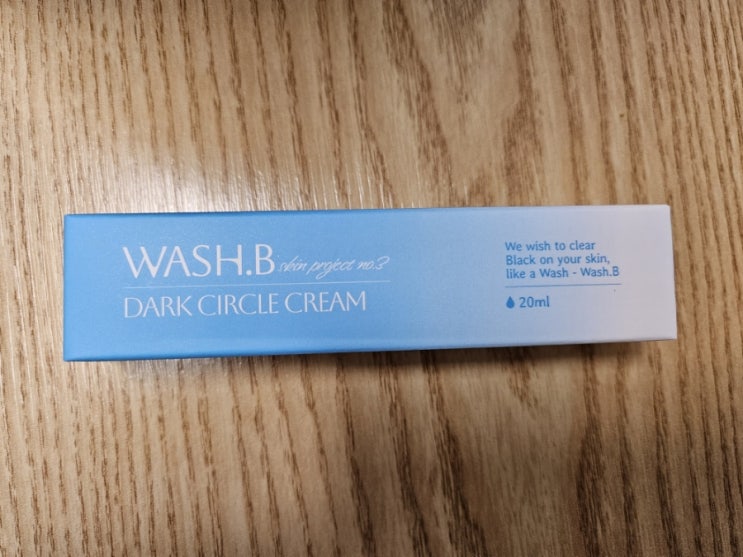 WASH.B skin project no.3
DARK CIRCLE CREAM
We wish to clear
Black on your skin,
like a Wash - Wash.B
20ml